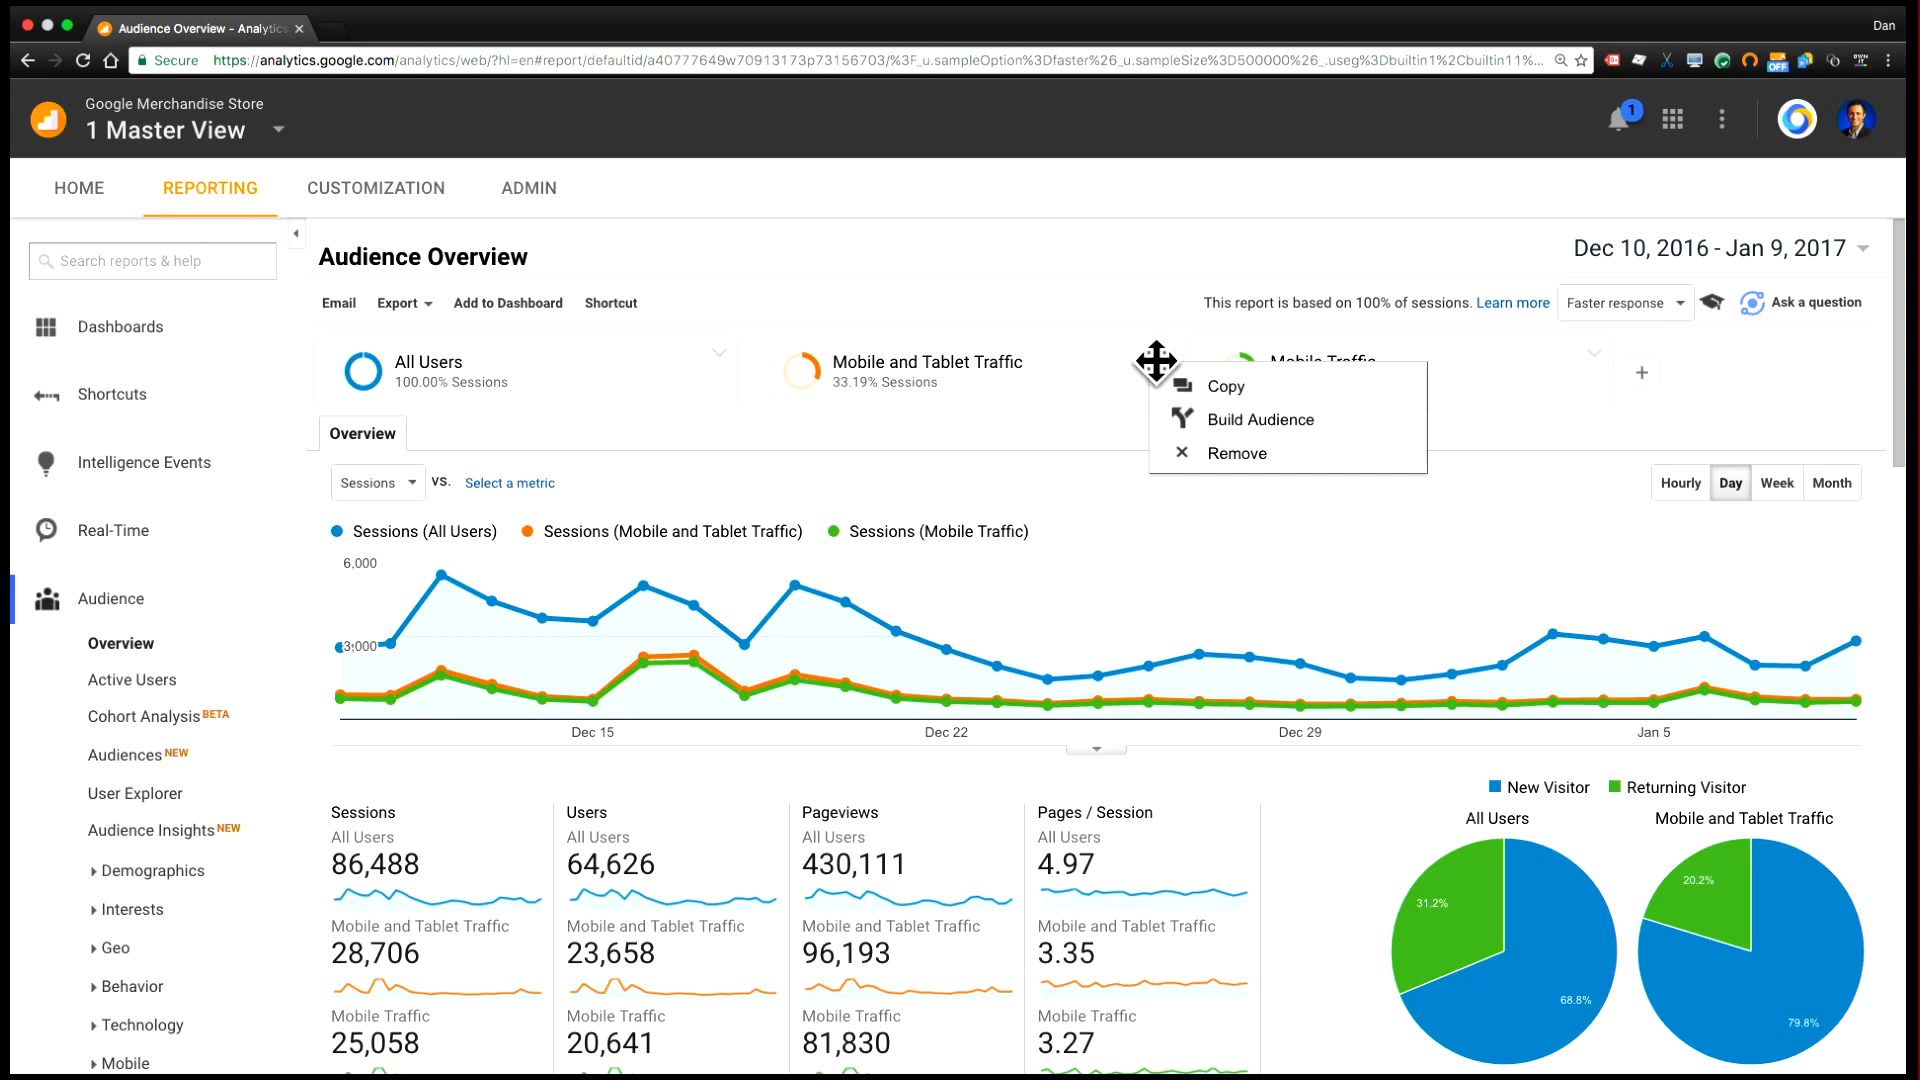 Audience Overview - Analytics
Dan
Secure https://analytics.google.com/analytics/web/?hl=en#report/defaultid/a40777649w70913173p73156703/%3F_u.sampleOption%3Dfaster%26_u.sampleSize%3D500000%26_.useg%3Dbuiltin1%2Cbuiltin11%...
OFF
Google Merchandise Store
1 Master View
1
HOME REPORTING CUSTOMIZATION ADMIN
Search reports & help
Dashboards
Shortcuts
Intelligence Events
Real-Time
Audience
Overview
Active Users
Cohort Analysis BETA
Audiences NEW
User Explorer
Audience Insights NEW
Demographics
Interests
Geo
Behavior
Technology
Mobile
Audience Overview
Dec 10, 2016 - Jan 9, 2017
Email Export Add to Dashboard Shortcut
This report is based on 100% of sessions. Learn more
Faster response
Ask a question
All Users
100.00% Sessions
Mobile and Tablet Traffic
33.19% Sessions
Mobile Traffic
Copy
Build Audience
Remove
Overview
Sessions vs. Select a metric
Hourly Day Week Month
Sessions (All Users) Sessions (Mobile and Tablet Traffic) Sessions (Mobile Traffic)
6,000
3,000
Dec 15 Dec 22 Dec 29 Jan 5
Sessions
All Users
86,488
Mobile and Tablet Traffic
28,706
Mobile Traffic
25,058
Users
All Users
64,626
Mobile and Tablet Traffic
23,658
Mobile Traffic
20,641
Pageviews
All Users
430,111
Mobile and Tablet Traffic
96,193
Mobile Traffic
81,830
Pages / Session
All Users
4.97
Mobile and Tablet Traffic
3.35
Mobile Traffic
3.27
New Visitor Returning Visitor
All Users
31.2%
68.8%
Mobile and Tablet Traffic
20.2%
79.8%